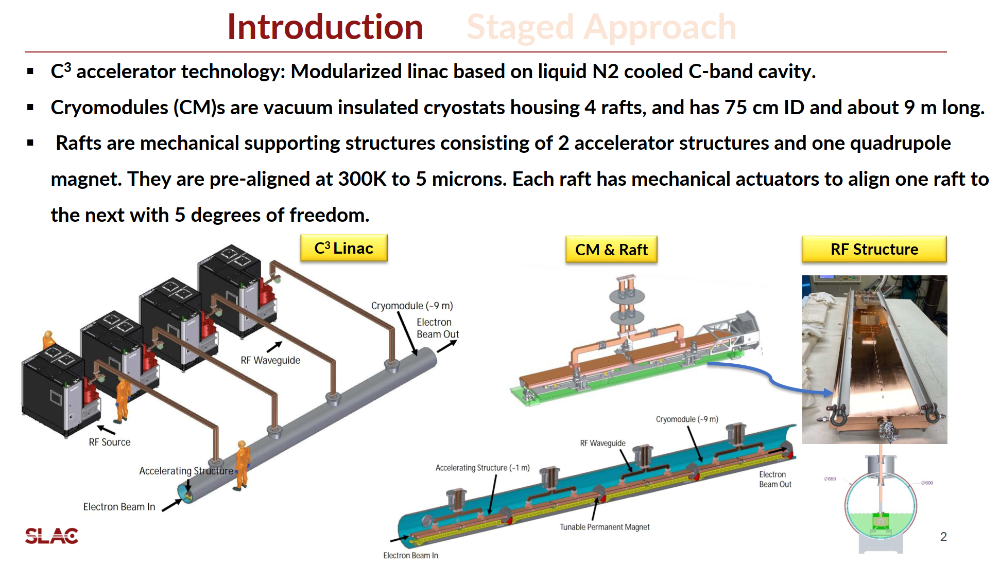 Introduction Staged Approach
▪ C³ accelerator technology: Modularized linac based on liquid N2 cooled C-band cavity.
▪ Cryomodules (CM)s are vacuum insulated cryostats housing 4 rafts, and has 75 cm ID and about 9 m long.
▪ Rafts are mechanical supporting structures consisting of 2 accelerator structures and one quadrupole
magnet. They are pre-aligned at 300K to 5 microns. Each raft has mechanical actuators to align one raft to
the next with 5 degrees of freedom.
C³ Linac
CM & Raft
RF Structure
Cryomodule (~9 m)
Electron
Beam Out
RF Waveguide
RF Source
Accelerating Structure
Electron Beam In
Cryomodule (~9 m)
RF Waveguide
Accelerating Structure (~1 m)
Electron
Beam Out
Tunable Permanent Magnet
Electron Beam In
Ø650
Ø600
SLAC
2